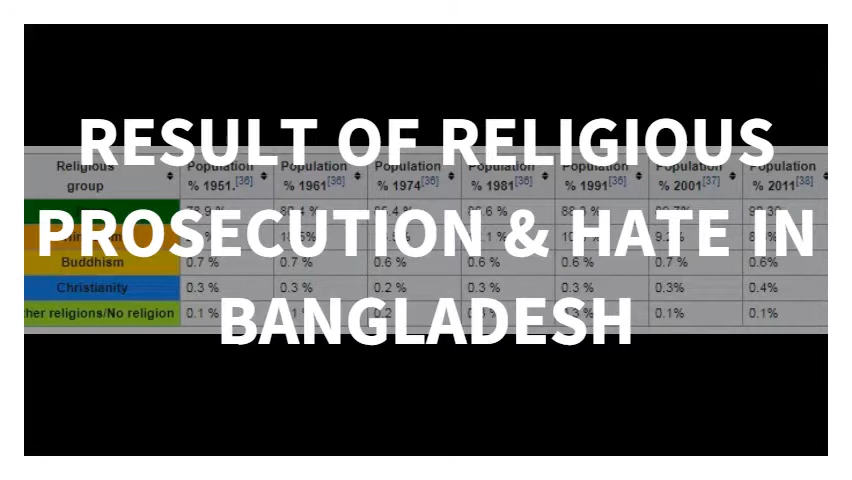 RESULT OF RELIGIOUS
PROSECUTION & HATE IN
BANGLADESH
Religious group Population % 1951.[36] Population % 1961[36] Population % 1974[36] Population % 1981[36] Population % 1991[36] Population % 2001[37] Population % 2011[38]
Buddhism 0.7 % 0.7 % 0.6 % 0.6 % 0.6 % 0.7 % 0.6%
Christianity 0.3 % 0.3 % 0.2 % 0.3 % 0.3 % 0.3% 0.4%
religions/No religion 0.1 % 0.1% 0.1%